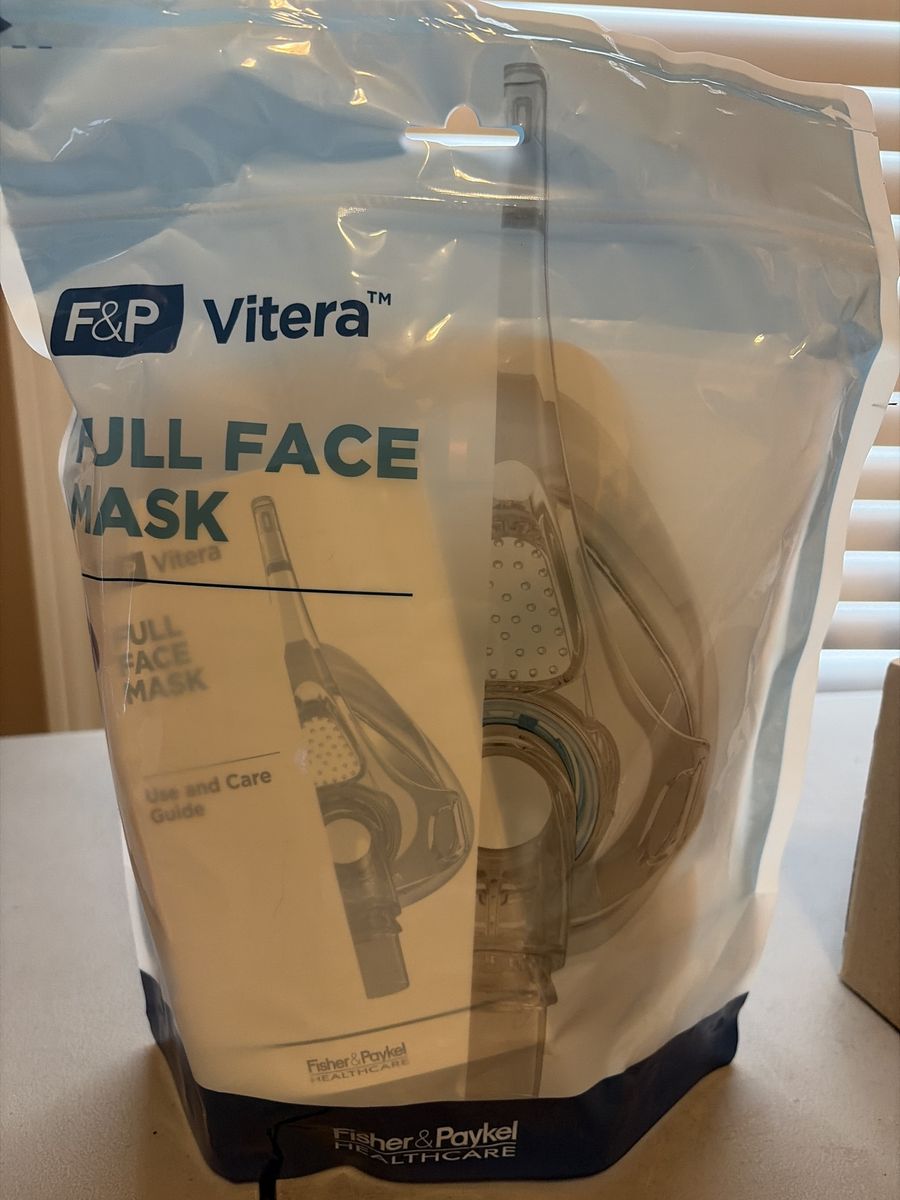 F&P Vitera™
FULL FACE
MASK
F&P Vitera
FULL
FACE
MASK
Use and Care
Guide
Fisher&Paykel
HEALTHCARE
Fisher&Paykel
HEALTHCARE